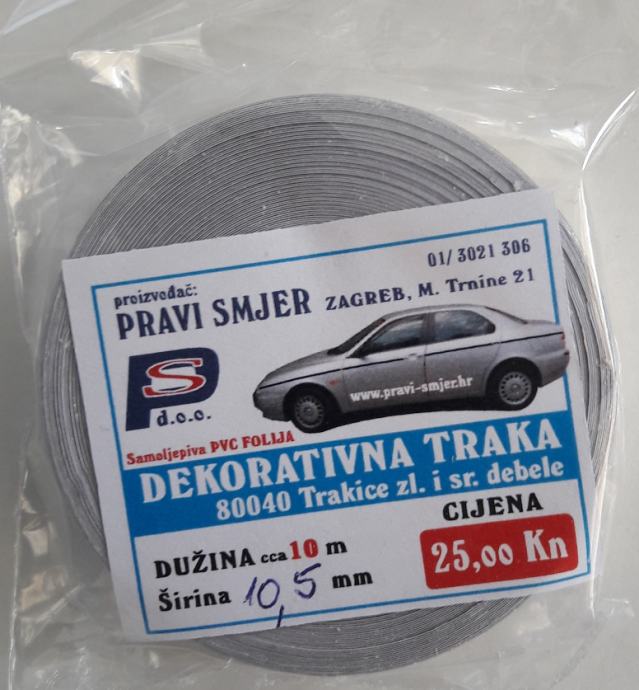 01/ 3021 306
proizvođač:
PRAVI SMJER ZAGREB, M. Trnine 21
PS
d.o.o.
www.pravi-smjer.hr
Samoljepiva PVC FOLIJA
DEKORATIVNA TRAKA
80040 Trakice zl. i sr. debele
CIJENA
DUŽINA cca 10 m
25,00 Kn
Širina 10,5 mm